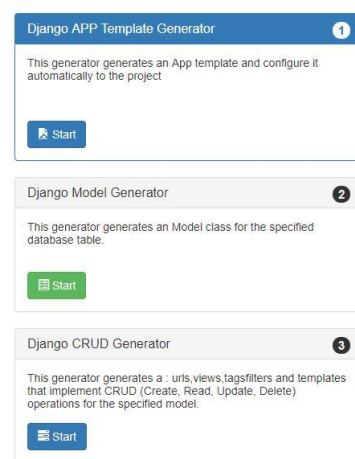 Django APP Template Generator 1
This generator generates an App template and configure it
automatically to the project
Start
Django Model Generator 2
This generator generates an Model class for the specified
database table.
Start
Django CRUD Generator 3
This generator generates a : urls,views,tagsfilters and templates
that implement CRUD (Create, Read, Update, Delete)
operations for the specified model.
Start